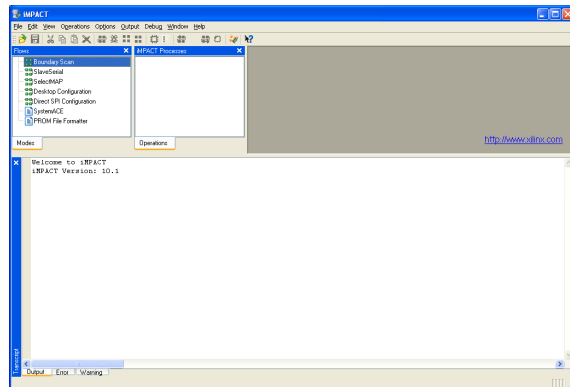 iMPACT
File Edit View Operations Options Output Debug Window Help
Flows
iMPACT Processes
Boundary Scan
SlaveSerial
SelectMAP
Desktop Configuration
Direct SPI Configuration
SystemACE
PROM File Formatter
Modes
Operations
http://www.xilinx.com
Welcome to iMPACT
iMPACT Version: 10.1
Transcript
Output Error Warning